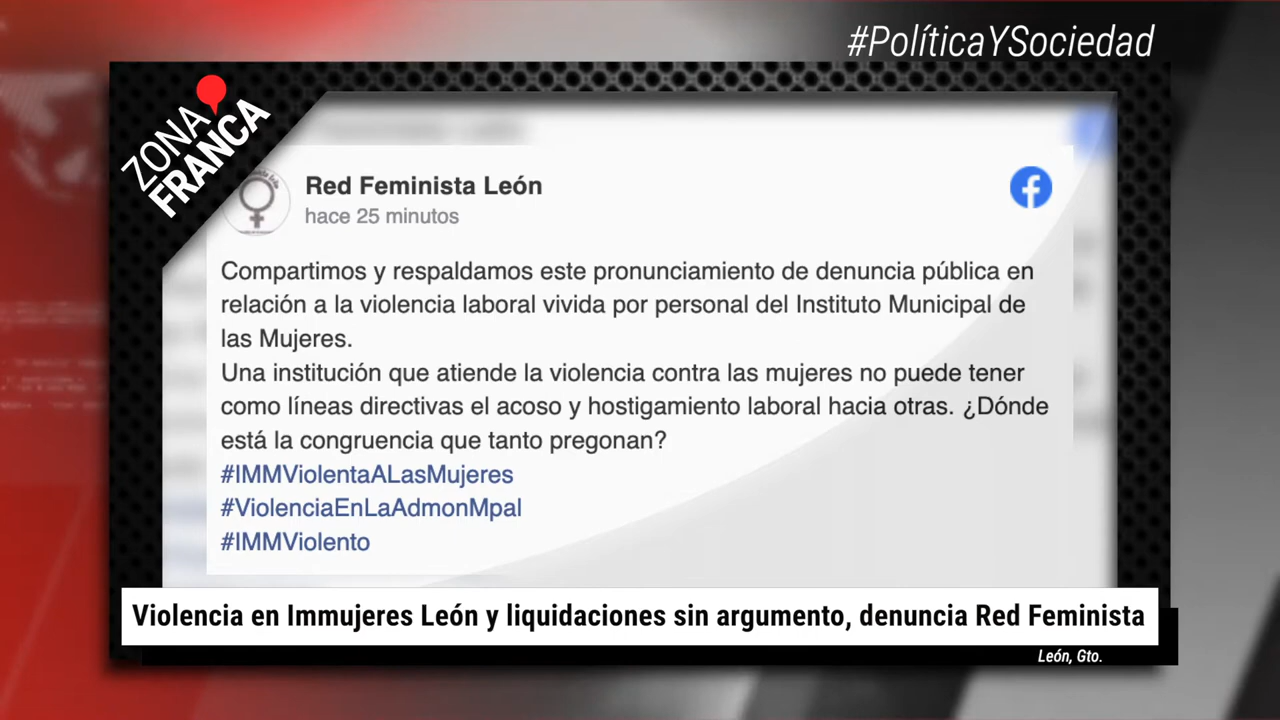 #PolíticaYSociedad
ZONA
FRANCA
Red Feminista León
hace 25 minutos
Compartimos y respaldamos este pronunciamiento de denuncia pública en
relación a la violencia laboral vivida por personal del Instituto Municipal de
las Mujeres.
Una institución que atiende la violencia contra las mujeres no puede tener
como líneas directivas el acoso y hostigamiento laboral hacia otras. ¿Dónde
está la congruencia que tanto pregonan?
#IMMViolentaALasMujeres
#ViolenciaEnLaAdmonMpal
#IMMViolento
Violencia en Immujeres León y liquidaciones sin argumento, denuncia Red Feminista
León, Gto.